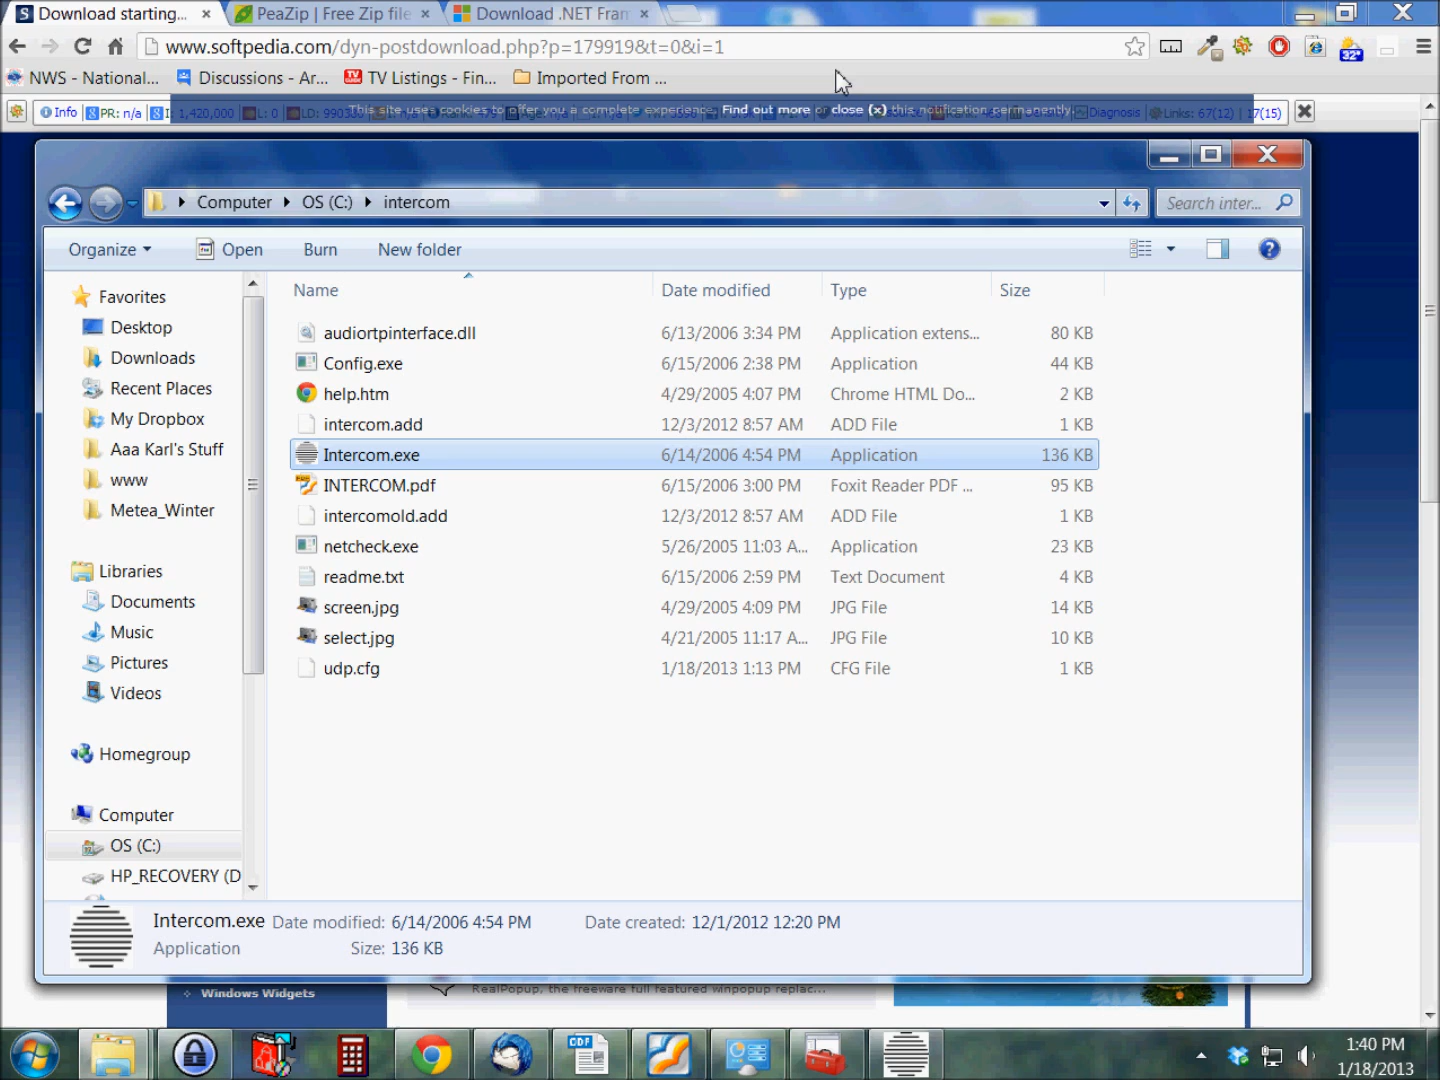 Download starting...
PeaZip | Free Zip file
Download .NET Fram
www.softpedia.com/dyn-postdownload.php?p=179919&t=0&i=1
32°
NWS - National...
Discussions - Ar...
TV Listings - Fin...
Imported From ...
Info
PR: n/a
I: 1,420,000
L: 0
This site uses cookies to offer you a complete experience. Find out more or close (x) this notification permanently.
Diagnosis
Links: 67(12) | 17(15)
Computer
OS (C:)
intercom
Search inter...
Organize
Open
Burn
New folder
Name
Date modified
Type
Size
Favorites
Desktop
Downloads
Recent Places
My Dropbox
Aaa Karl's Stuff
www
Metea_Winter
Libraries
Documents
Music
Pictures
Videos
Homegroup
Computer
OS (C:)
HP_RECOVERY (D
audiortpinterface.dll 6/13/2006 3:34 PM Application extens... 80 KB
Config.exe 6/15/2006 2:38 PM Application 44 KB
help.htm 4/29/2005 4:07 PM Chrome HTML Do... 2 KB
intercom.add 12/3/2012 8:57 AM ADD File 1 KB
Intercom.exe 6/14/2006 4:54 PM Application 136 KB
INTERCOM.pdf 6/15/2006 3:00 PM Foxit Reader PDF ... 95 KB
intercomold.add 12/3/2012 8:57 AM ADD File 1 KB
netcheck.exe 5/26/2005 11:03 A... Application 23 KB
readme.txt 6/15/2006 2:59 PM Text Document 4 KB
screen.jpg 4/29/2005 4:09 PM JPG File 14 KB
select.jpg 4/21/2005 11:17 A... JPG File 10 KB
udp.cfg 1/18/2013 1:13 PM CFG File 1 KB
Intercom.exe Date modified: 6/14/2006 4:54 PM Date created: 12/1/2012 12:20 PM
Application Size: 136 KB
Windows Widgets
RealPopup, the freeware full featured winpopup replac...
ODF
1:40 PM
1/18/2013